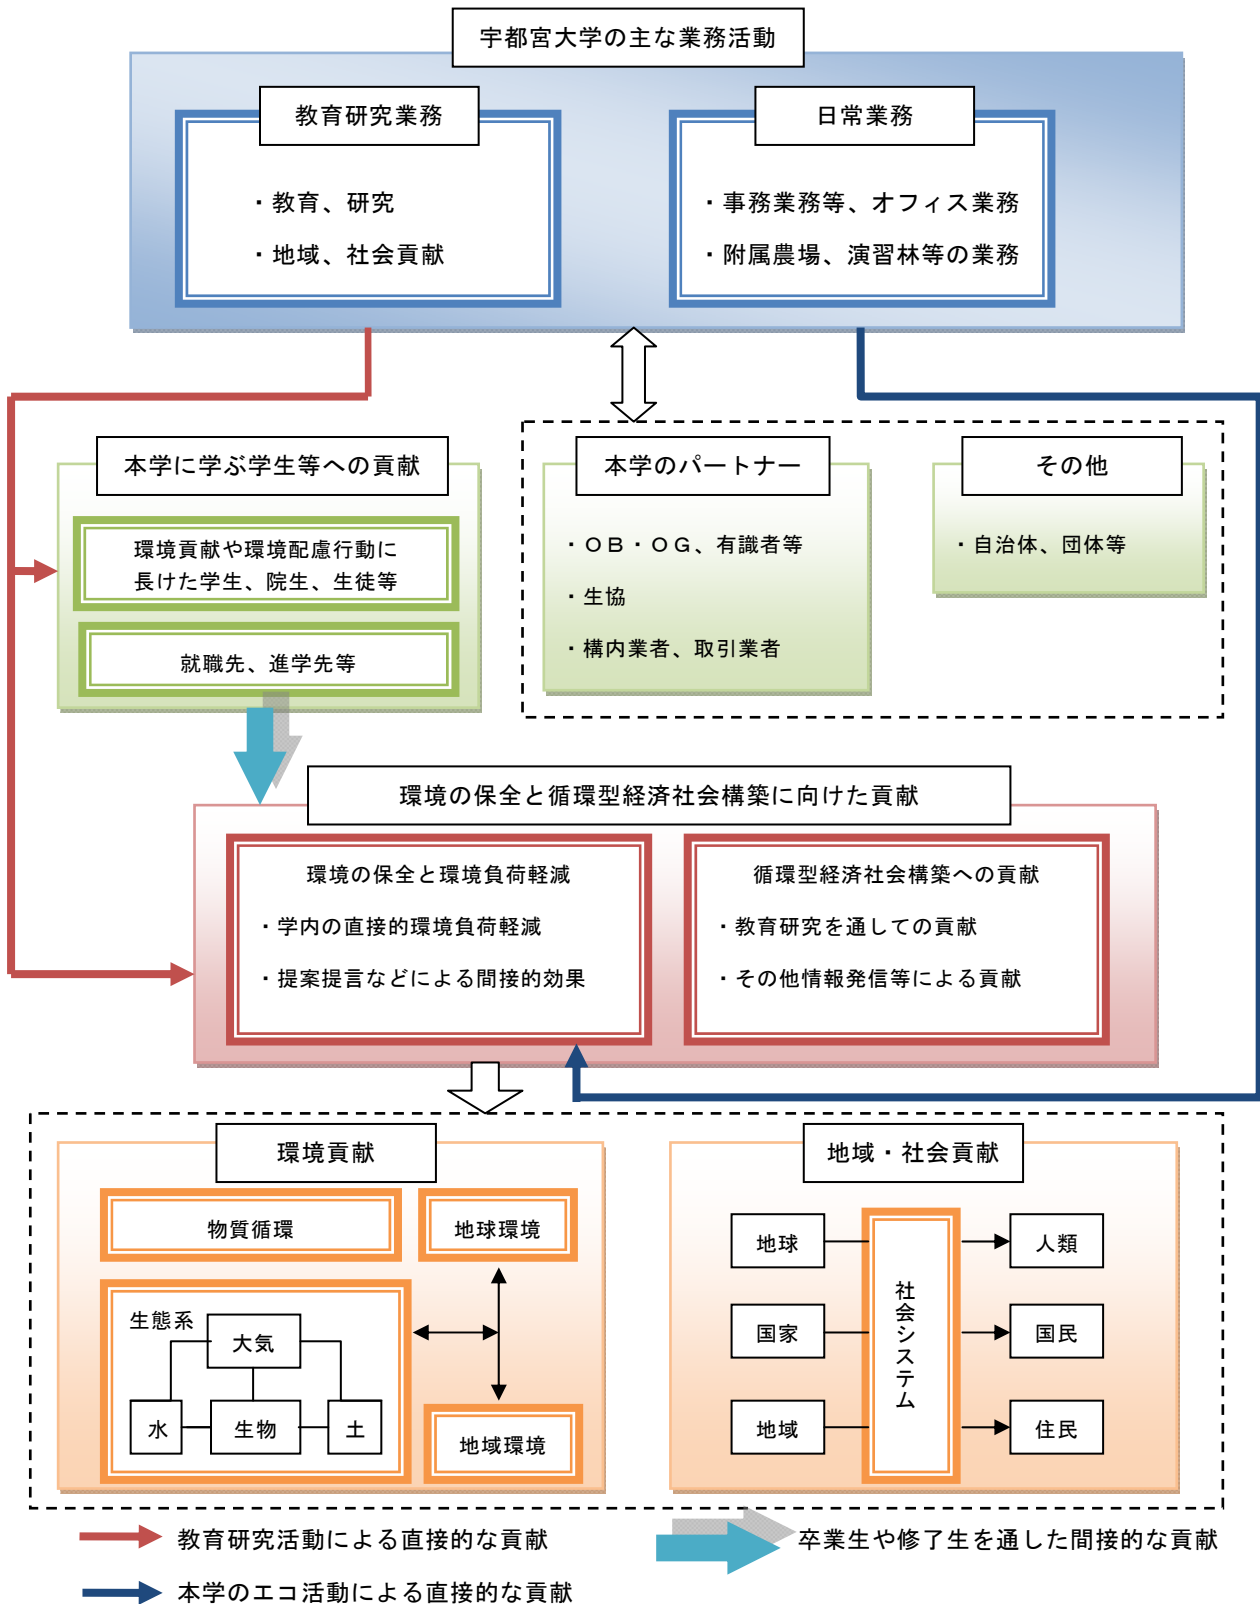 宇都宮大学の主な業務活動
教育研究業務
・教育、研究
・地域、社会貢献
日常業務
・事務業務等、オフィス業務
・附属農場、演習林等の業務
本学に学ぶ学生等への貢献
環境貢献や環境配慮行動に
長けた学生、院生、生徒等
就職先、進学先等
本学のパートナー
・ＯＢ・ＯＧ、有識者等
・生協
・構内業者、取引業者
その他
・自治体、団体等
環境の保全と循環型経済社会構築に向けた貢献
環境の保全と環境負荷軽減
・学内の直接的環境負荷軽減
・提案提言などによる間接的効果
循環型経済社会構築への貢献
・教育研究を通しての貢献
・その他情報発信等による貢献
環境貢献
物質循環
地球環境
生態系
大気
水
生物
土
地域環境
地域・社会貢献
地球
国家
地域
社会システム
人類
国民
住民
教育研究活動による直接的な貢献
卒業生や修了生を通した間接的な貢献
本学のエコ活動による直接的な貢献